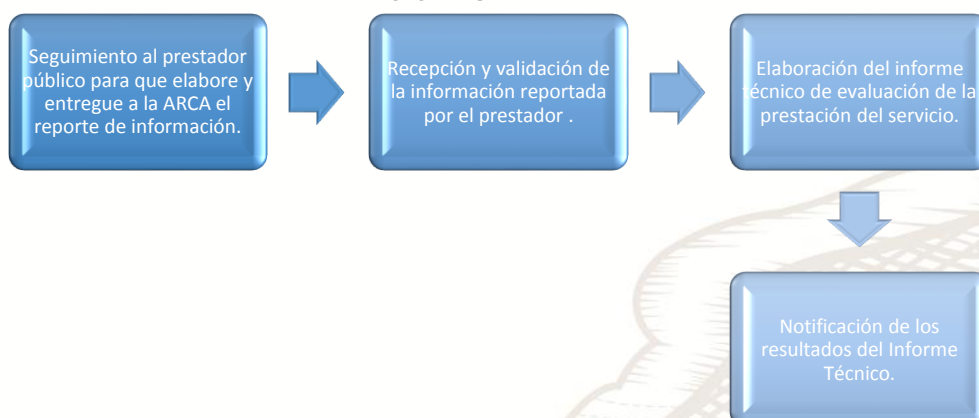 Seguimiento al prestador
público para que elabore y
entregue a la ARCA el
reporte de información.
Recepción y validación de
la información reportada
por el prestador .
Elaboración del informe
técnico de evaluación de la
prestación del servicio.
Notificación de los
resultados del Informe
Técnico.